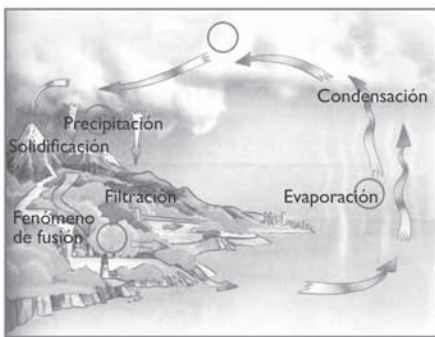 Condensación
Precipitación
Solidificación
Filtración
Evaporación
Fenómeno
de fusión